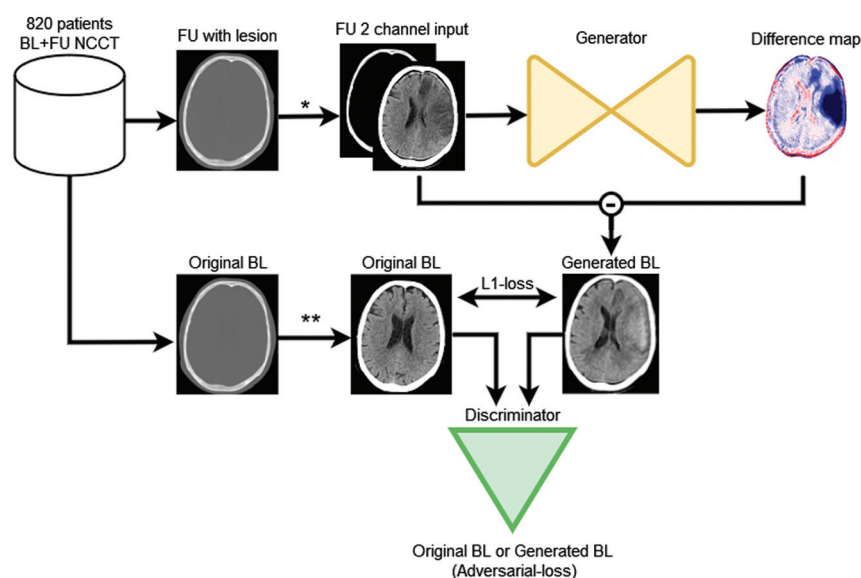 820 patients
BL+FU NCCT
FU with lesion
FU 2 channel input
Generator
Difference map
*
-
Original BL
Original BL
Generated BL
L1-loss
**
Discriminator
Original BL or Generated BL
(Adversarial-loss)